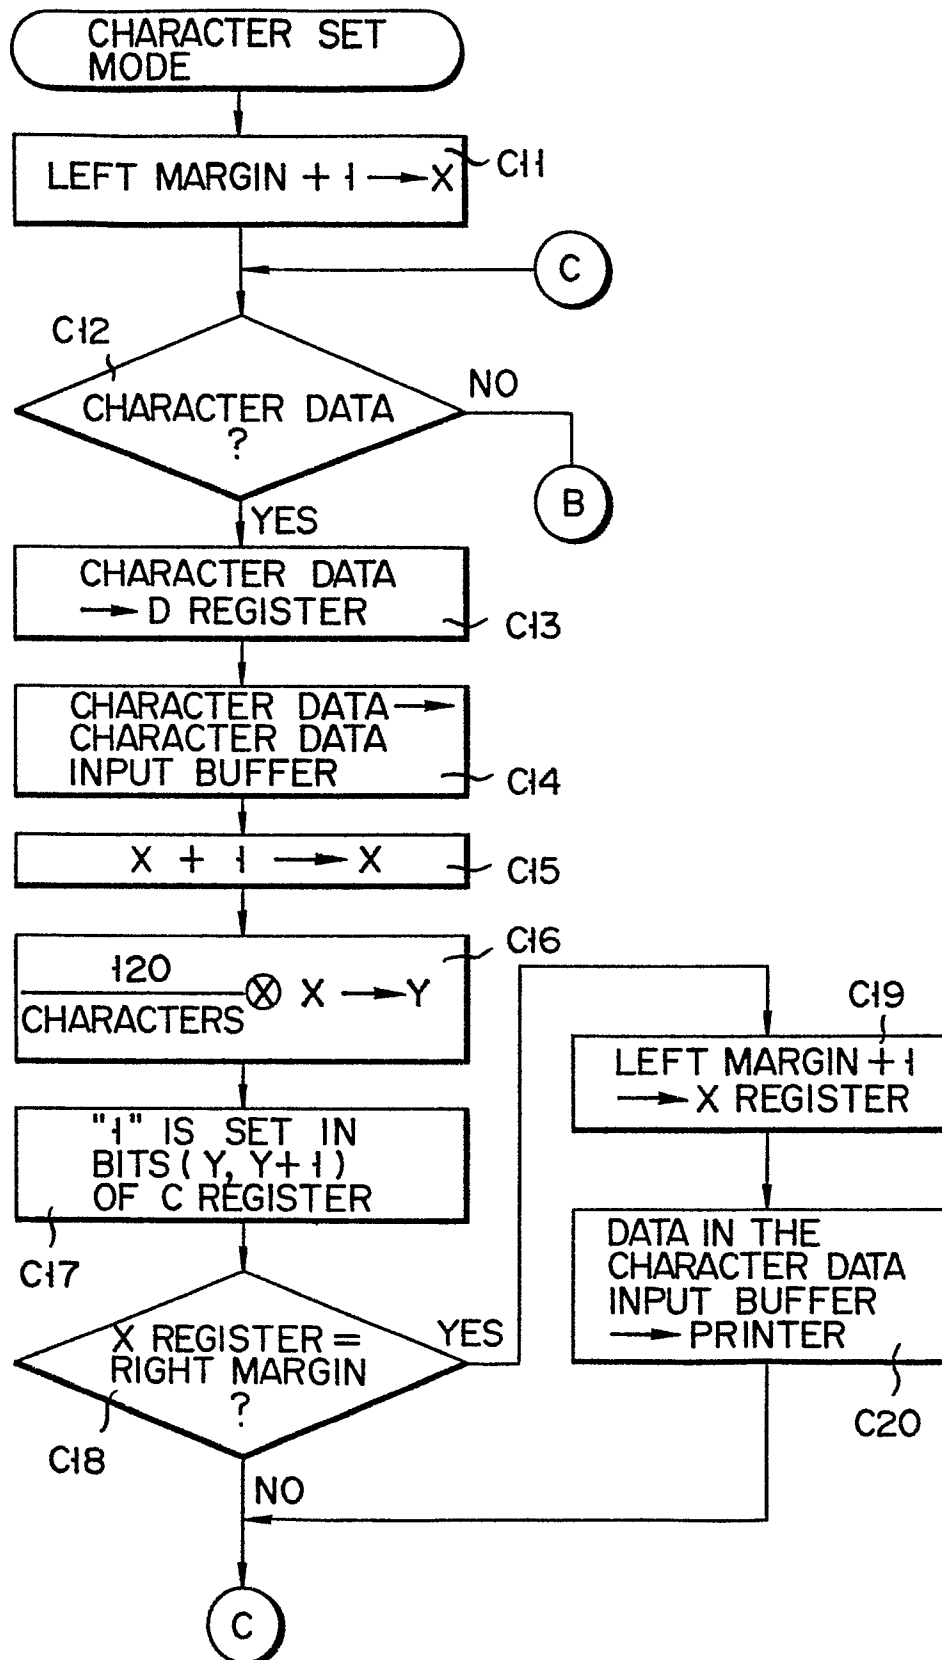 CHARACTER SET
MODE
C11
LEFT MARGIN + 1 → X
C
C12
NO
CHARACTER DATA
?
B
YES
CHARACTER DATA
→ D REGISTER
C13
CHARACTER DATA →
CHARACTER DATA
INPUT BUFFER
C14
X + 1 → X
C15
C16
120
CHARACTERS ⊗ X → Y
"1" IS SET IN
BITS (Y, Y+1)
OF C REGISTER
C17
X REGISTER =
RIGHT MARGIN
?
YES
C18
NO
C19
LEFT MARGIN + 1
→ X REGISTER
DATA IN THE
CHARACTER DATA
INPUT BUFFER
→ PRINTER
C20
C